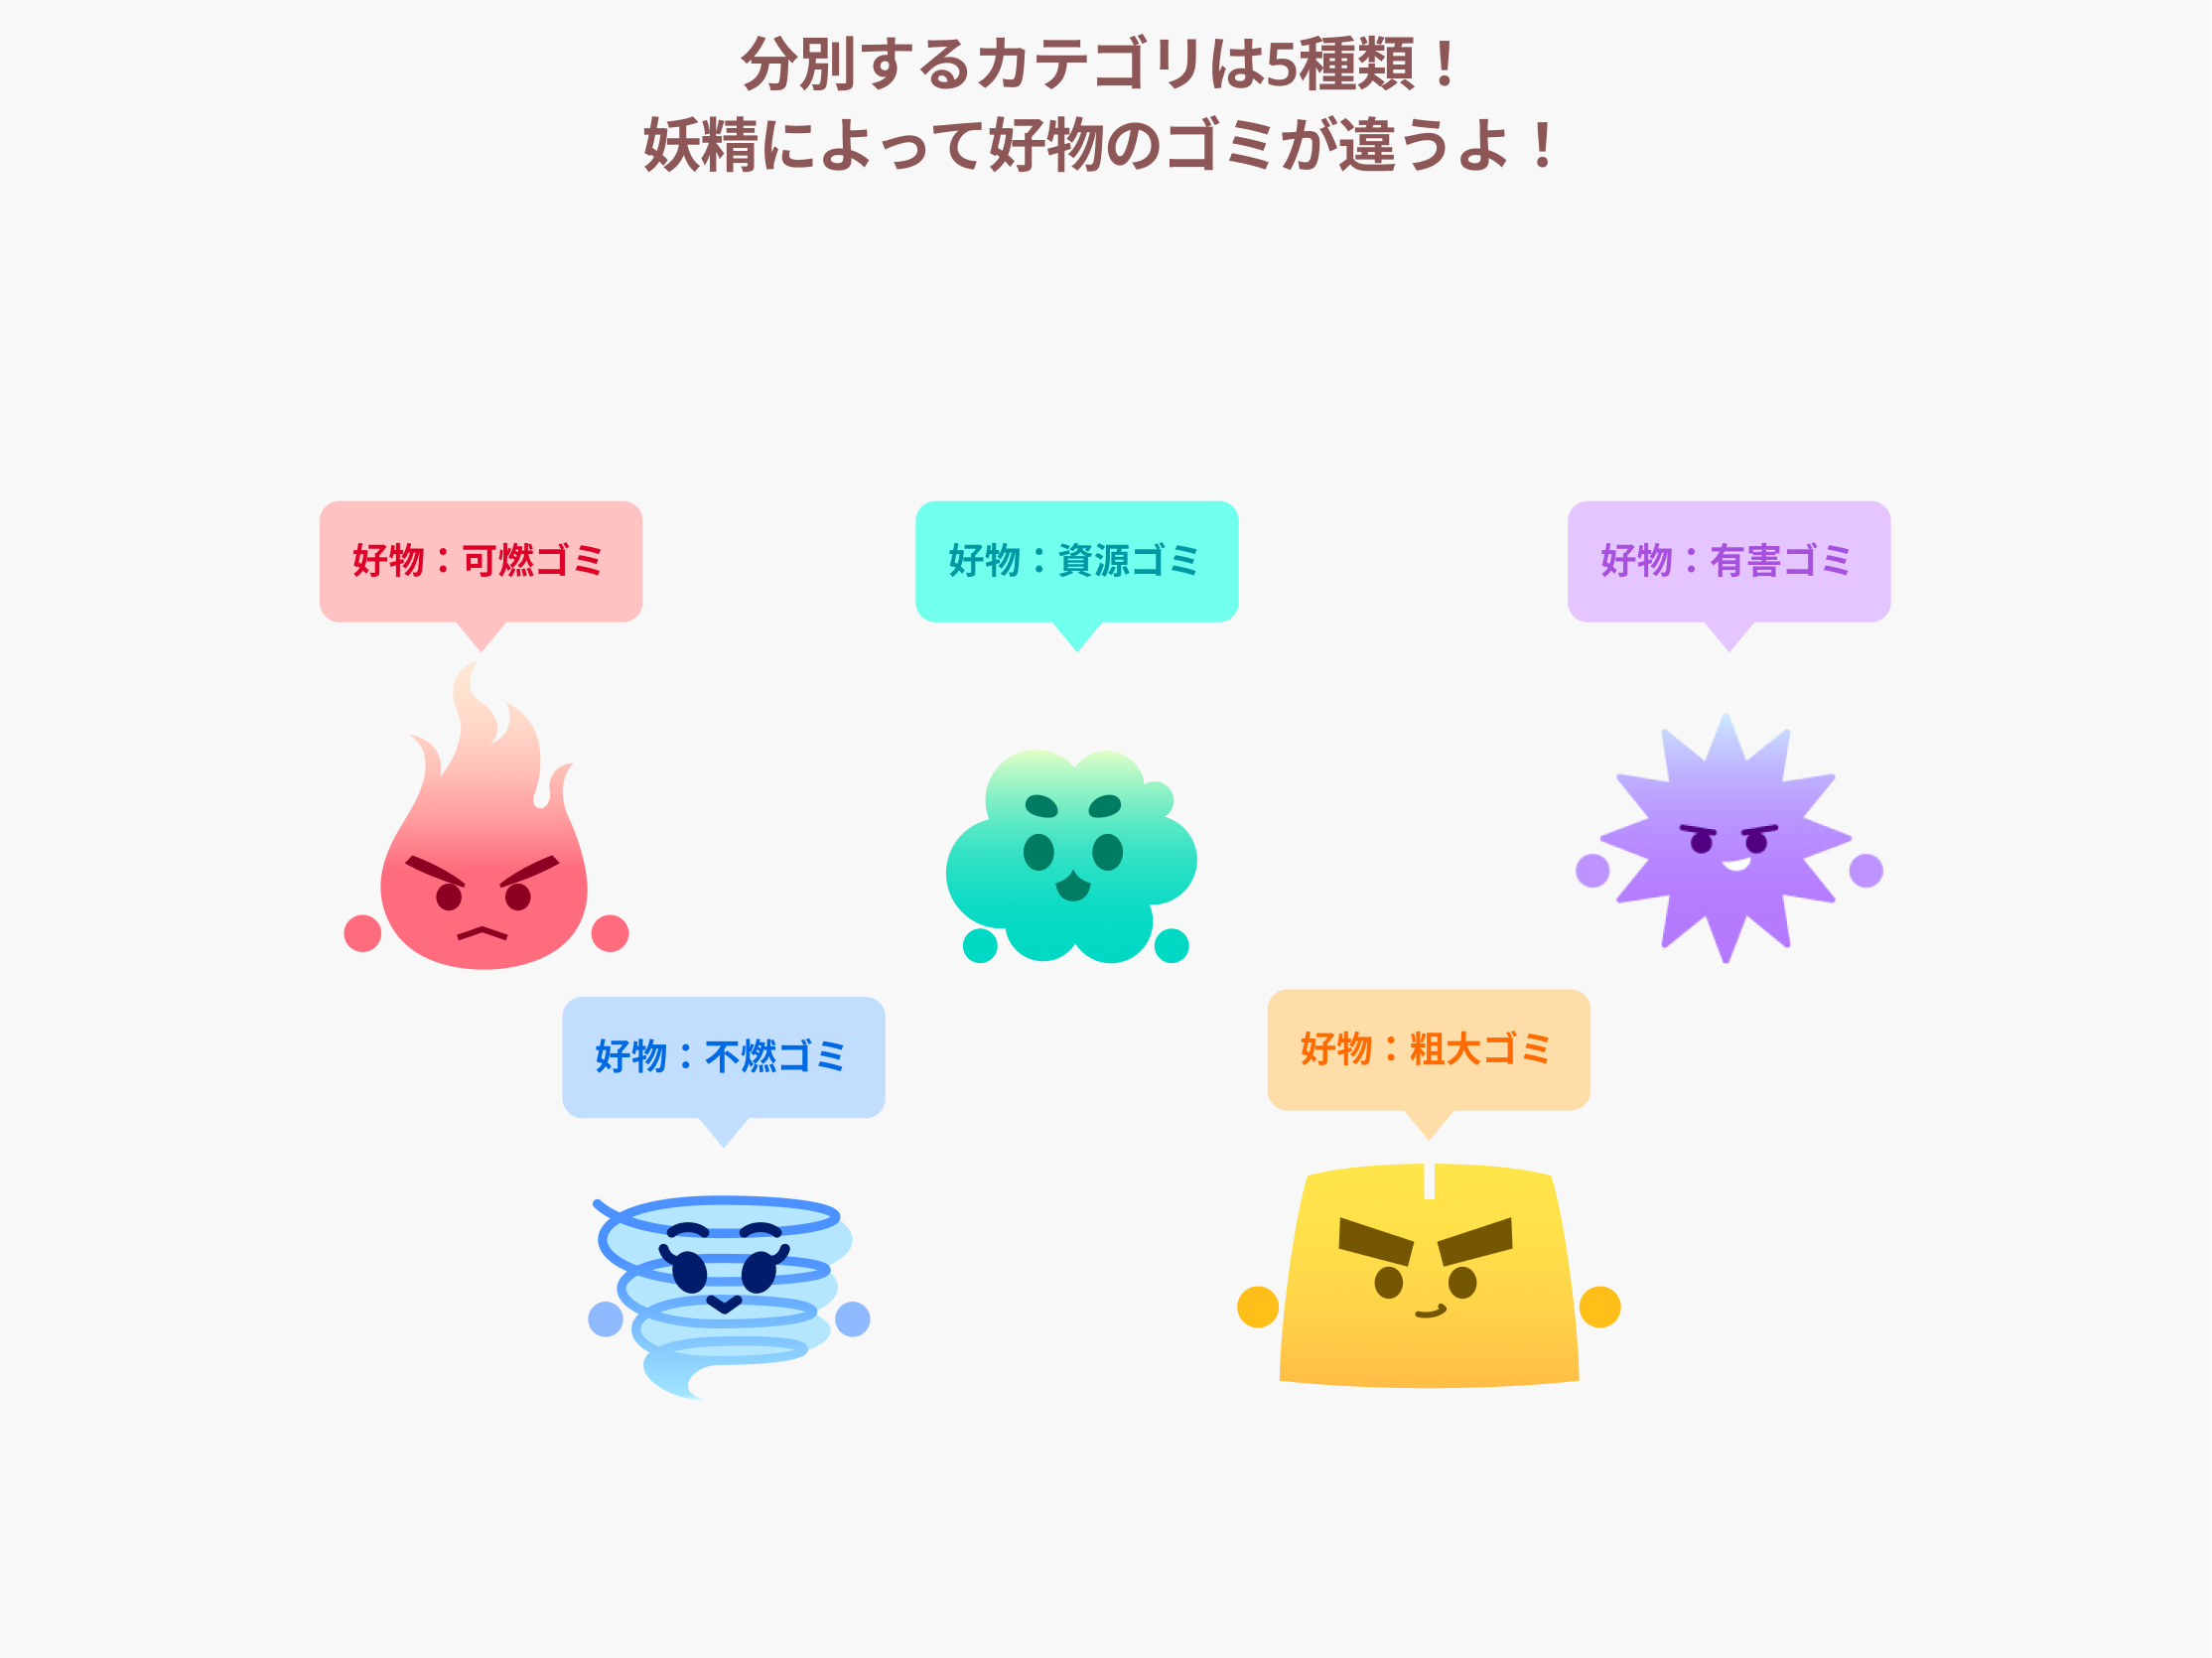 分別するカテゴリは5種類！
妖精によって好物のゴミが違うよ！
好物：可燃ゴミ
好物：資源ゴミ
好物：有害ゴミ
好物：不燃ゴミ
好物：粗大ゴミ